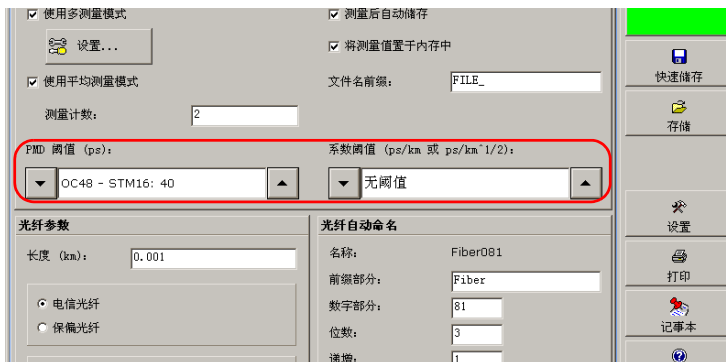 使用多测量模式
测量后自动储存
设置...
将测量值置于内存中
快速储存
使用平均测量模式
文件名前缀:
FILE_
测量计数:
2
存储
PMD 阈值 (ps):
系数阈值 (ps/km 或 ps/km^1/2):
OC48 - STM16: 40
无阈值
设置
光纤参数
光纤自动命名
长度 (km):
0.001
名称:
Fiber081
打印
前缀部分:
Fiber
电信光纤
数字部分:
81
保偏光纤
位数:
3
记事本
递增:
1